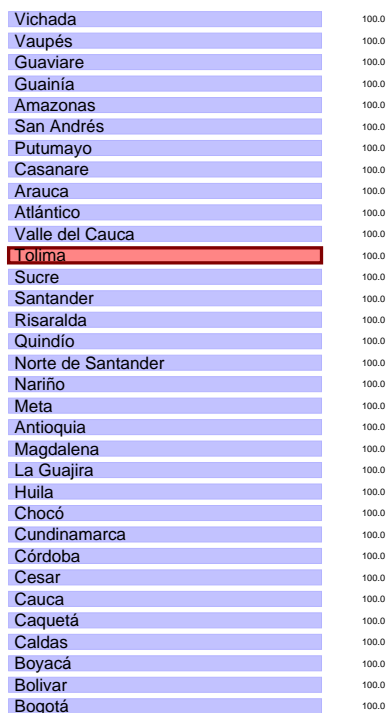 Vichada 100.0
Vaupés 100.0
Guaviare 100.0
Guainía 100.0
Amazonas 100.0
San Andrés 100.0
Putumayo 100.0
Casanare 100.0
Arauca 100.0
Atlántico 100.0
Valle del Cauca 100.0
Tolima 100.0
Sucre 100.0
Santander 100.0
Risaralda 100.0
Quindío 100.0
Norte de Santander 100.0
Nariño 100.0
Meta 100.0
Antioquia 100.0
Magdalena 100.0
La Guajira 100.0
Huila 100.0
Chocó 100.0
Cundinamarca 100.0
Córdoba 100.0
Cesar 100.0
Cauca 100.0
Caquetá 100.0
Caldas 100.0
Boyacá 100.0
Bolivar 100.0
Bogotá 100.0